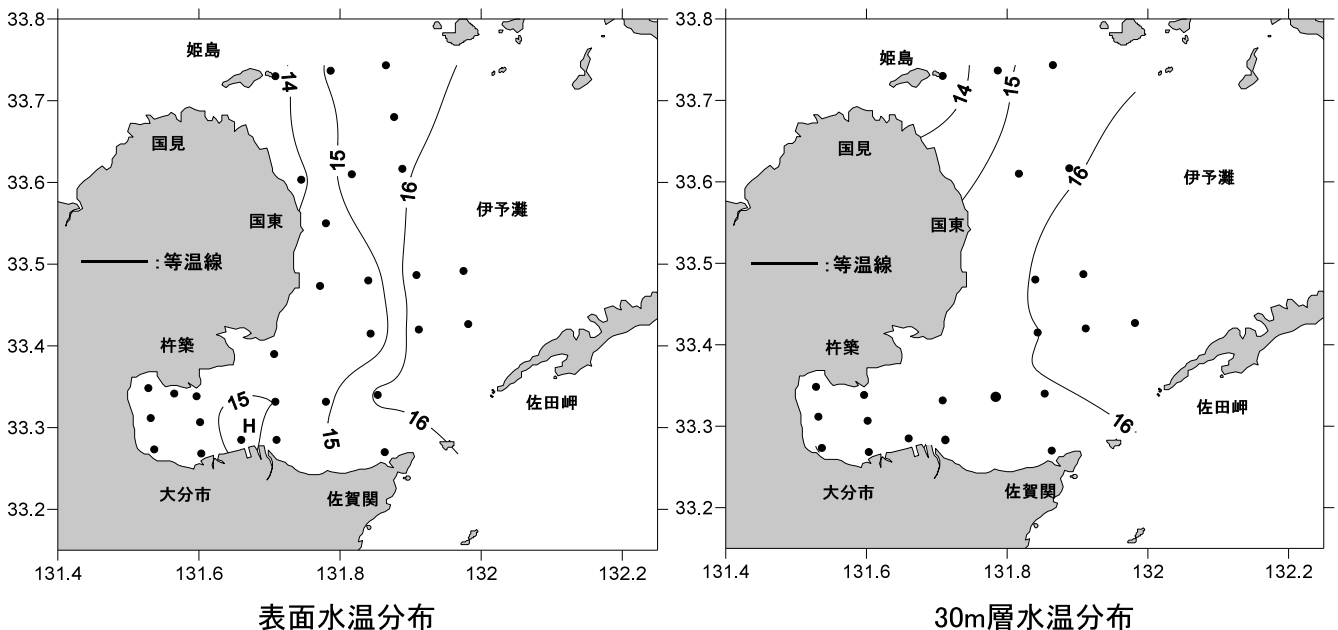 33.8
33.7
33.6
33.5
33.4
33.3
33.2
131.4 131.6 131.8 132 132.2
姫島
国見
国東
伊予灘
:等温線
杵築
佐田岬
大分市
佐賀関
14
15
16
15
H
15
16
表面水温分布
33.8
33.7
33.6
33.5
33.4
33.3
33.2
131.4 131.6 131.8 132 132.2
姫島
国見
国東
伊予灘
:等温線
杵築
佐田岬
大分市
佐賀関
14
15
16
16
30m層水温分布